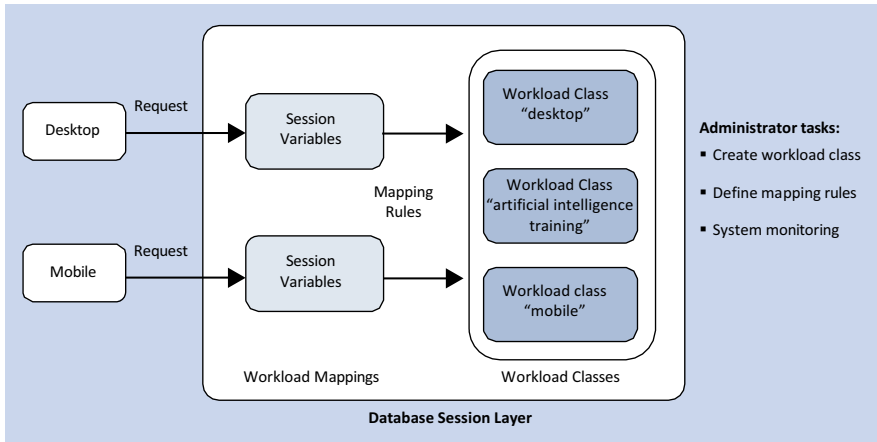 Desktop
Request
Session
Variables
Mapping
Rules
Workload Class
“desktop”
Workload Class
“artificial intelligence
training”
Workload class
“mobile”
Mobile
Request
Session
Variables
Workload Mappings
Workload Classes
Database Session Layer
Administrator tasks:
▪ Create workload class
▪ Define mapping rules
▪ System monitoring